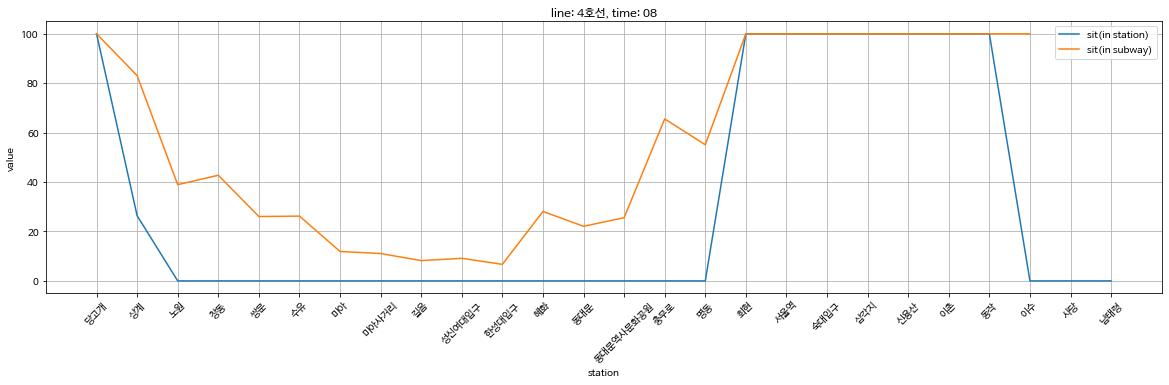 line: 4호선, time: 08
sit(in station)
sit(in subway)
value
100
80
60
40
20
0
당고개
상계
노원
창동
쌍문
수유
미아
미아사거리
길음
성신여대입구
한성대입구
혜화
동대문
동대문역사문화공원
충무로
명동
회현
서울역
숙대입구
삼각지
신용산
이촌
동작
이수
사당
남태령
station